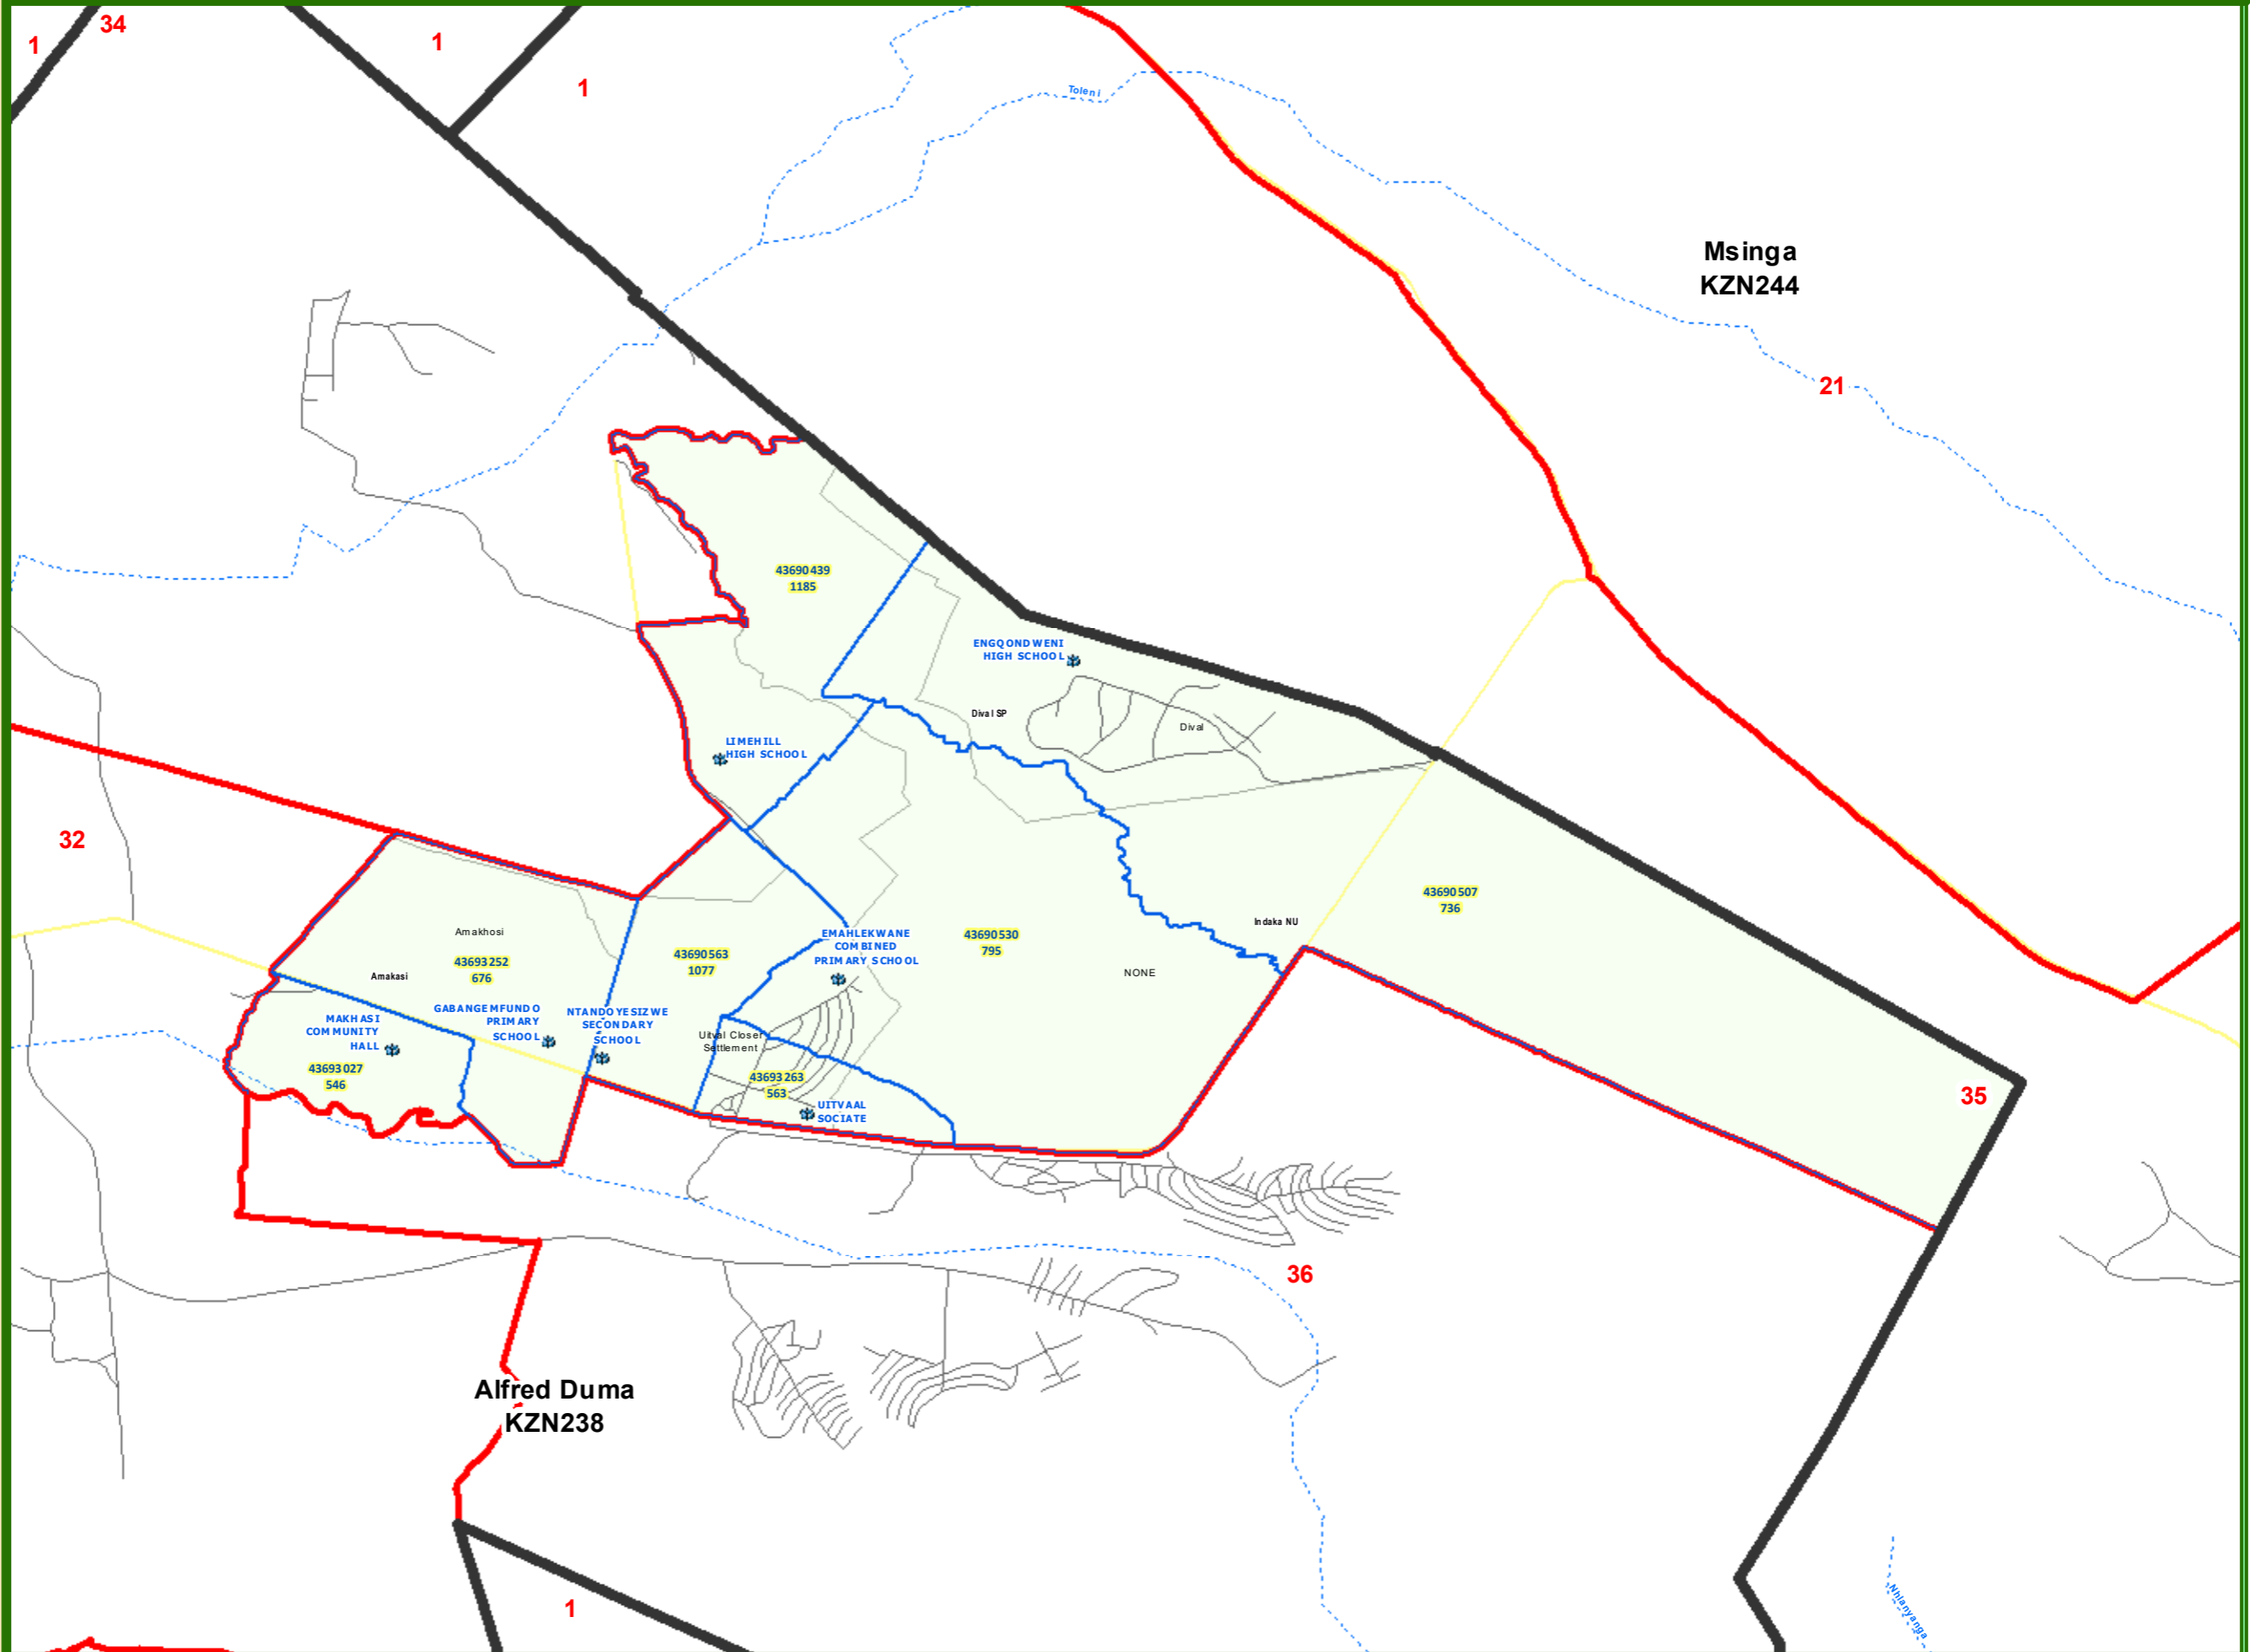 34
1
1
1
Toleni
Msinga
KZN244
21
43690439
1185
ENGQONDWENI
HIGH SCHOOL
Dival SP
Dival
LIMEHILL
HIGH SCHOOL
32
43690507
736
Indaka NU
Amakhosi
43693252
676
Amakasi
43690563
1077
EMAHLEKWANE
COMBINED
PRIMARY SCHOOL
43690530
795
NONE
GABANGEMFUNDO
PRIMARY
SCHOOL
NTANDOYESIZWE
SECONDARY
SCHOOL
MAKHASI
COMMUNITY
HALL
43693027
546
Uitval Closer
Settlement
43693263
563
UITVAAL
SOCIATE
35
36
Alfred Duma
KZN238
1
Nhlanyanga